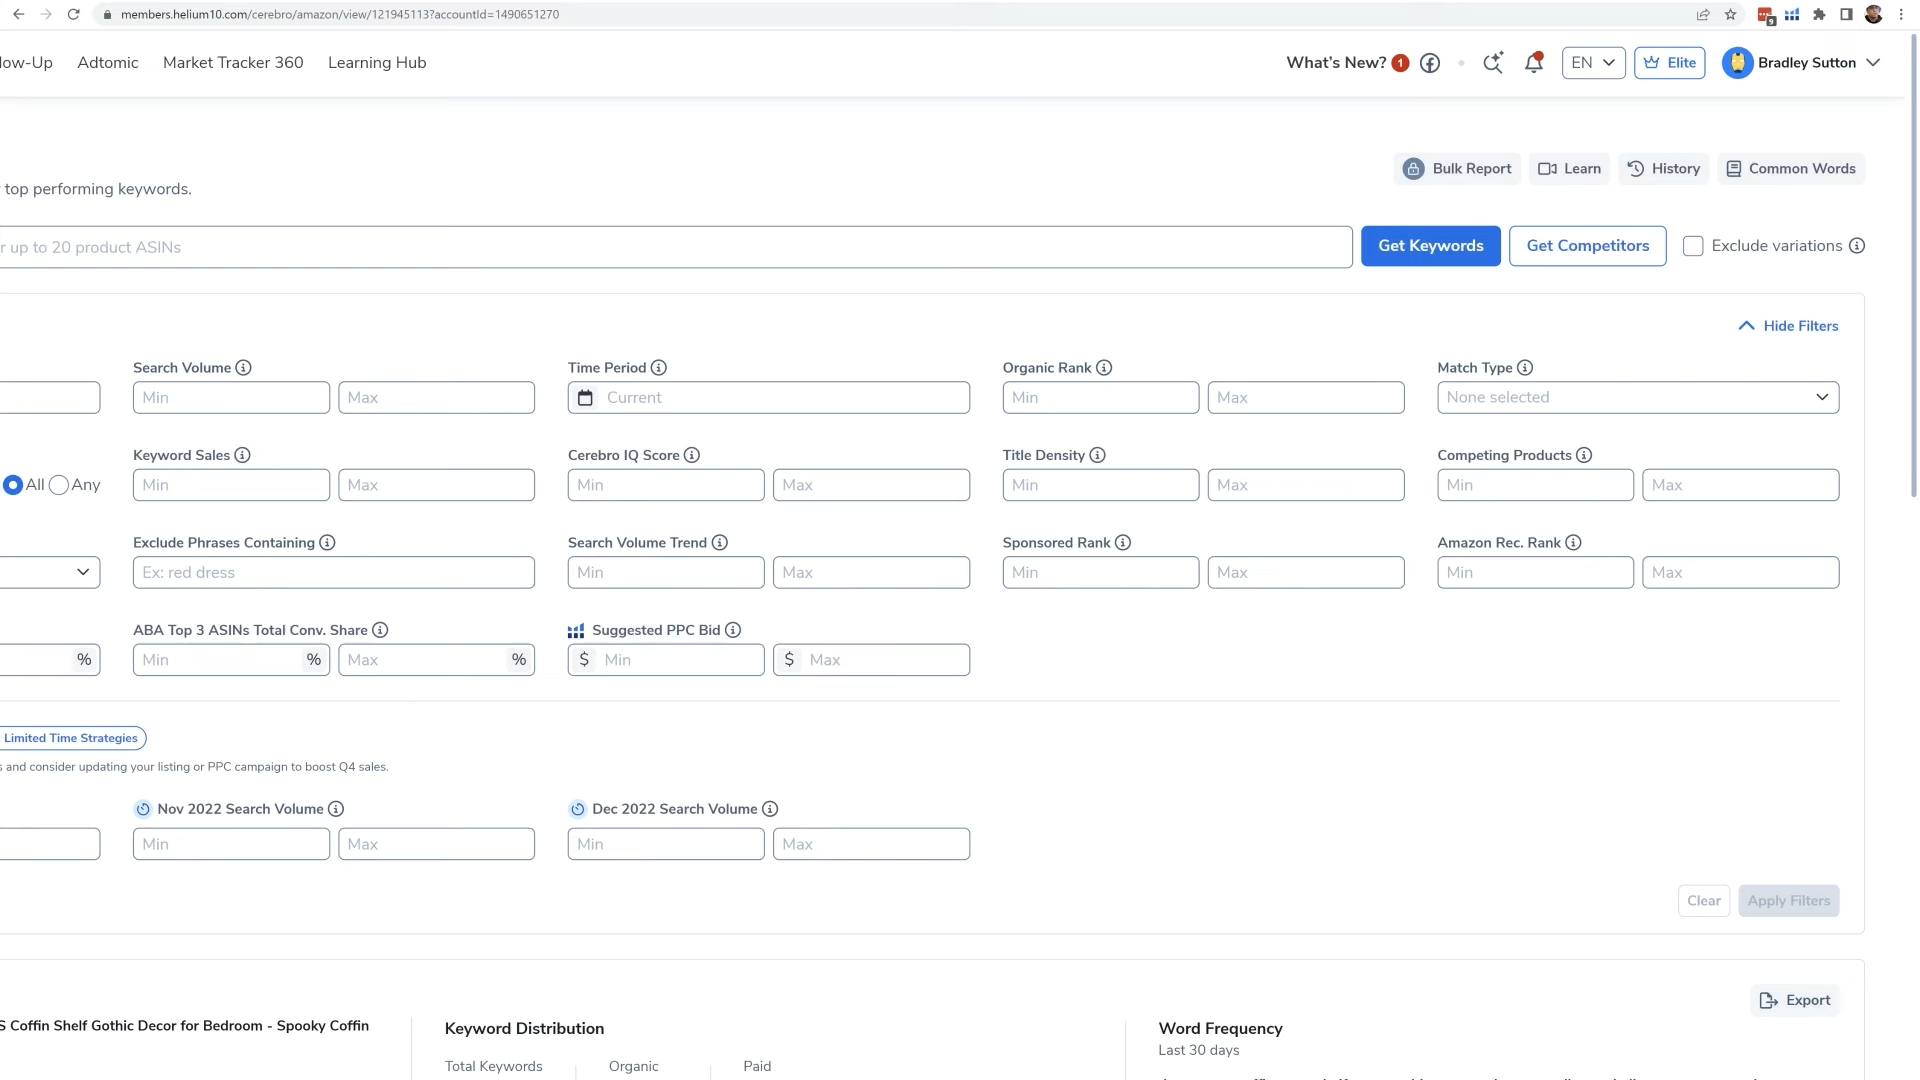 members.helium10.com/cerebro/amazon/view/121945113?accountId=1490651270
9
low-Up Adtomic Market Tracker 360 Learning Hub What's New? 1 EN Elite Bradley Sutton
Bulk Report Learn History Common Words
top performing keywords.
r up to 20 product ASINs Get Keywords Get Competitors Exclude variations
Hide Filters
Search Volume Time Period Organic Rank Match Type
Min Max Current Min Max None selected
Keyword Sales Cerebro IQ Score Title Density Competing Products
All Any Min Max Min Max Min Max Min Max
Exclude Phrases Containing Search Volume Trend Sponsored Rank Amazon Rec. Rank
Ex: red dress Min Max Min Max Min Max
ABA Top 3 ASINs Total Conv. Share Suggested PPC Bid
% Min % Max % $ Min $ Max
Limited Time Strategies
s and consider updating your listing or PPC campaign to boost Q4 sales.
Nov 2022 Search Volume Dec 2022 Search Volume
Min Max Min Max
Clear Apply Filters
Export
S Coffin Shelf Gothic Decor for Bedroom - Spooky Coffin Keyword Distribution Word Frequency
Last 30 days
Total Keywords Organic Paid